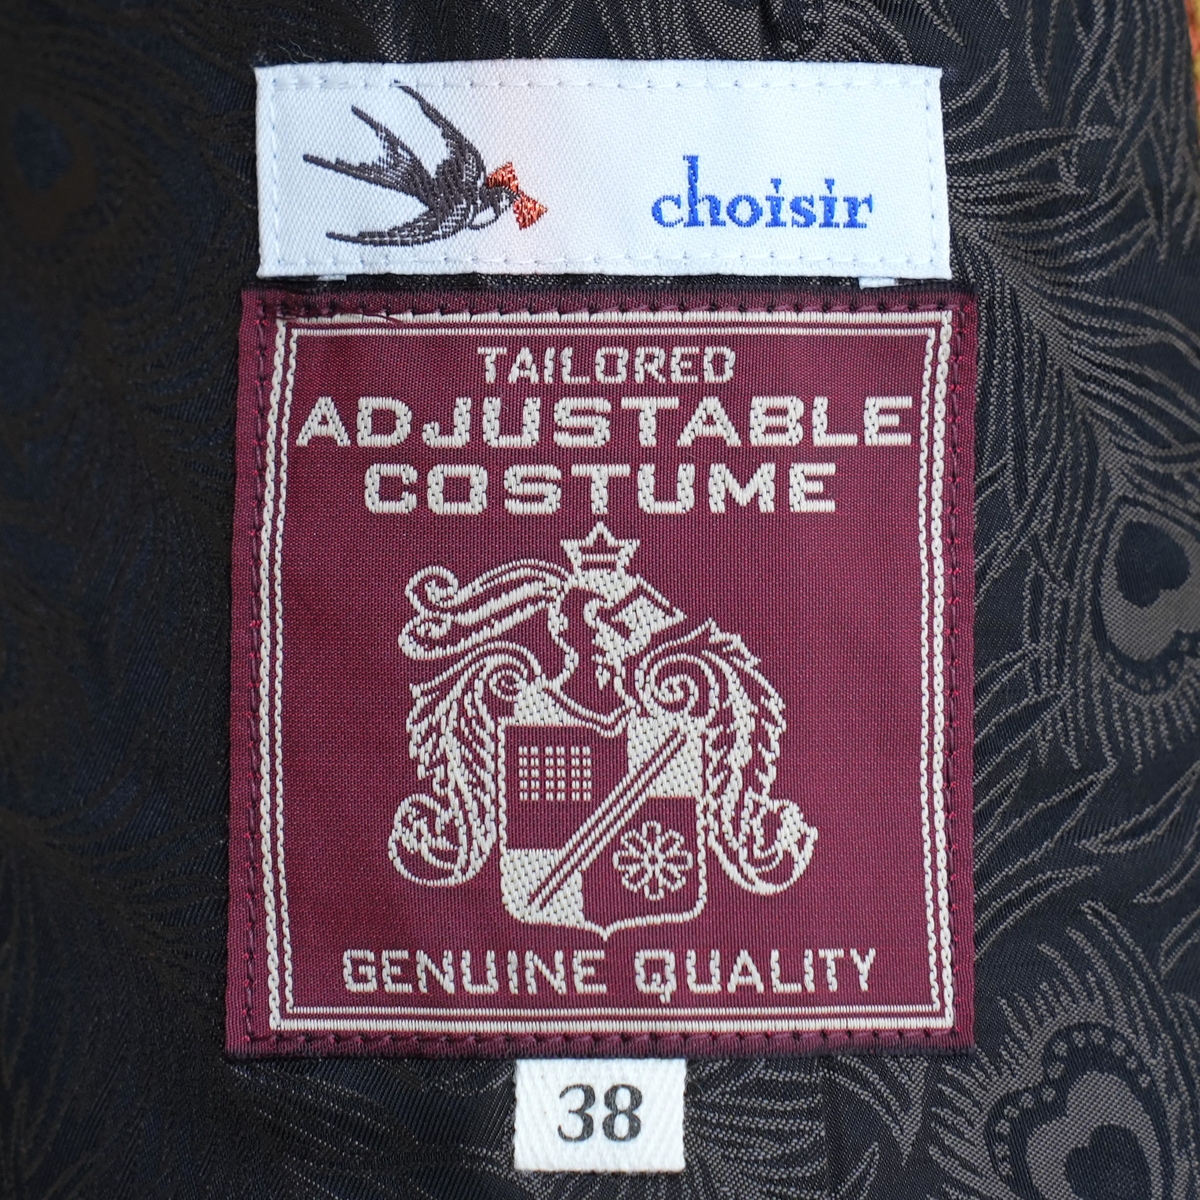 choisir
TAILORED
ADJUSTABLE
COSTUME
GENUINE QUALITY
38